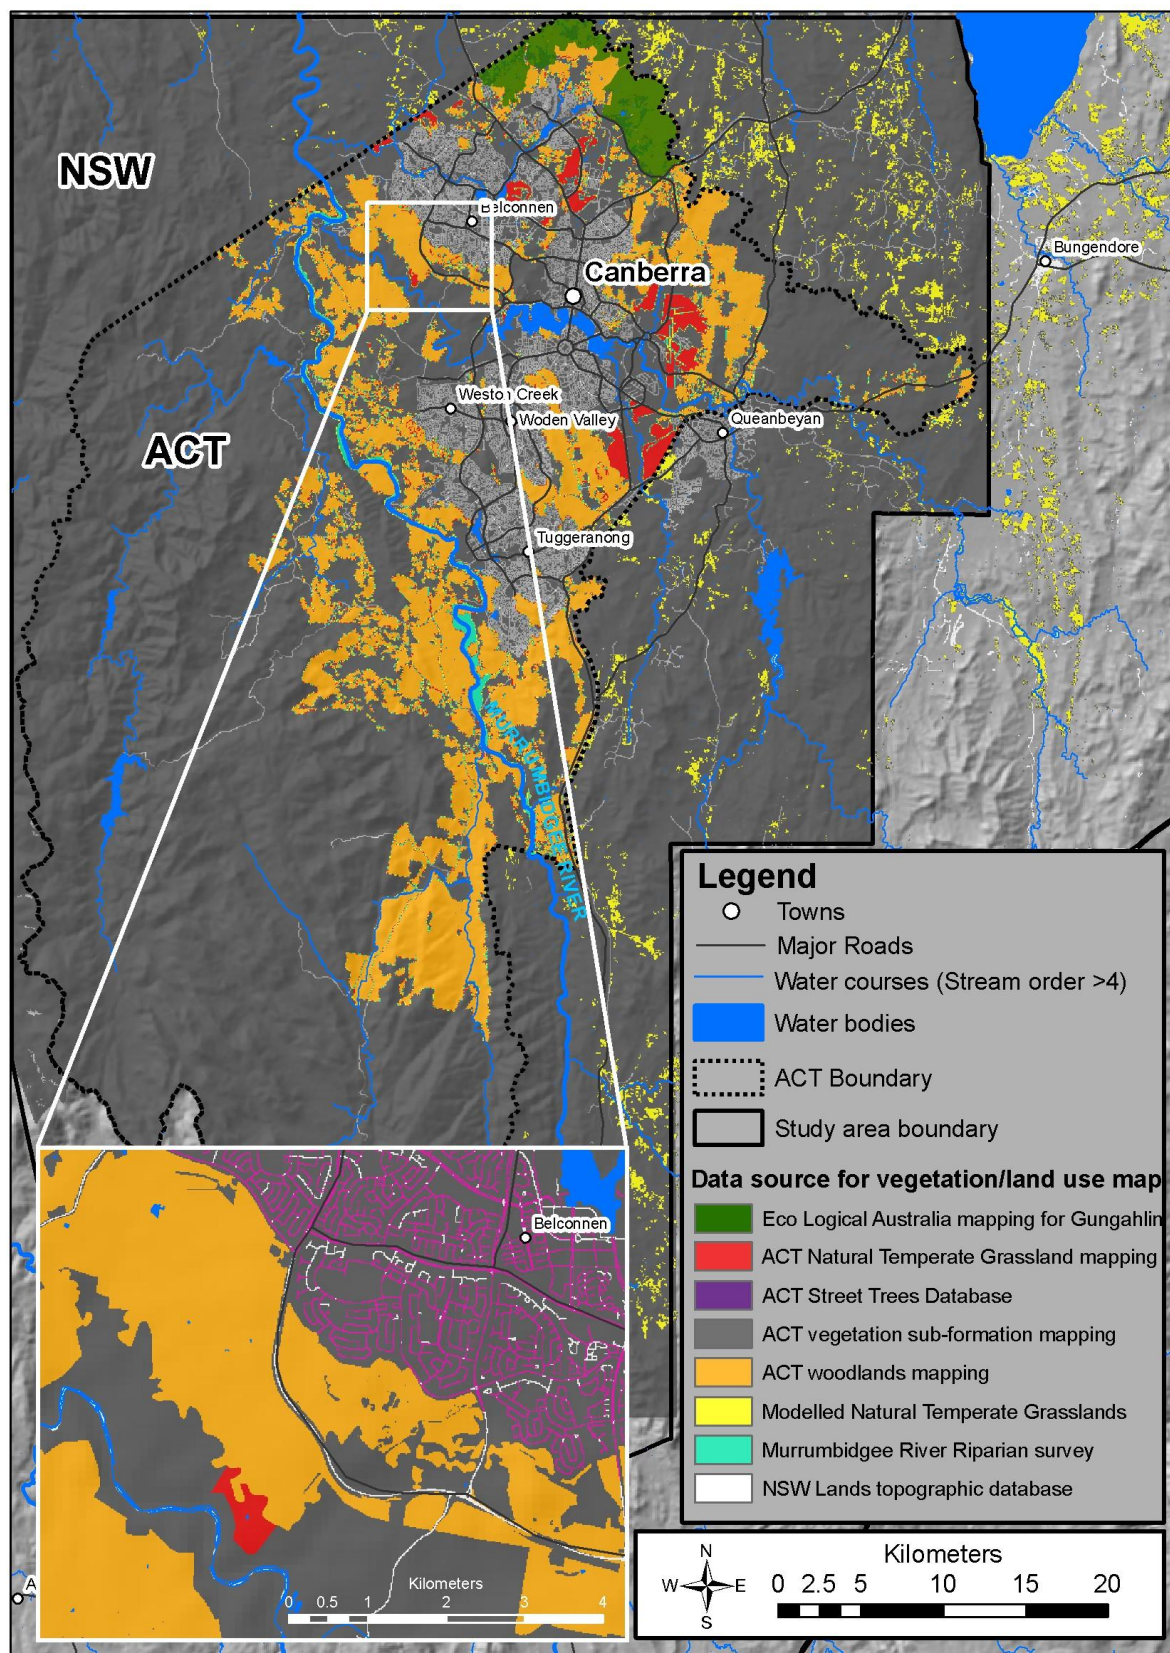 NSW
Belconnen
Bungendore
Canberra
Weston Creek
Woden Valley
Queanbeyan
ACT
Tuggeranong
MURRUMBIDGEE RIVER
Legend
Towns
Major Roads
Water courses (Stream order >4)
Water bodies
ACT Boundary
Study area boundary
Data source for vegetation/land use map
Eco Logical Australia mapping for Gungahlin
ACT Natural Temperate Grassland mapping
ACT Street Trees Database
ACT vegetation sub-formation mapping
ACT woodlands mapping
Modelled Natural Temperate Grasslands
Murrumbidgee River Riparian survey
NSW Lands topographic database
Belconnen
Kilometers
0 0.5 1 2 3 4
A
N
W E
S
Kilometers
0 2.5 5 10 15 20